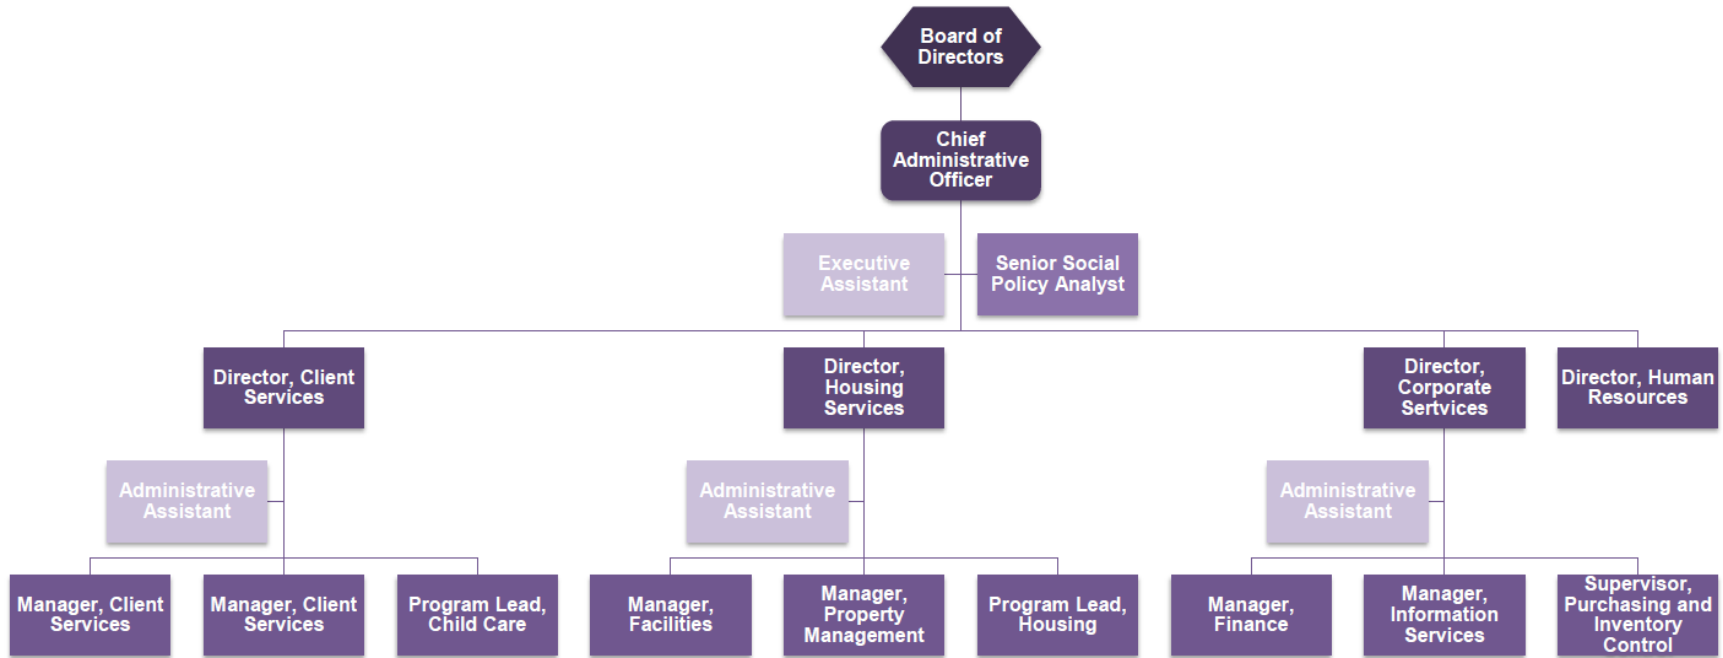 Board of
Directors
Chief
Administrative
Officer
Executive
Assistant
Senior Social
Policy Analyst
Director, Client
Services
Director,
Housing
Services
Director,
Corporate
Sertvices
Director, Human
Resources
Administrative
Assistant
Administrative
Assistant
Administrative
Assistant
Manager, Client
Services
Manager, Client
Services
Program Lead,
Child Care
Manager,
Facilities
Manager,
Property
Management
Program Lead,
Housing
Manager,
Finance
Manager,
Information
Services
Supervisor,
Purchasing and
Inventory
Control